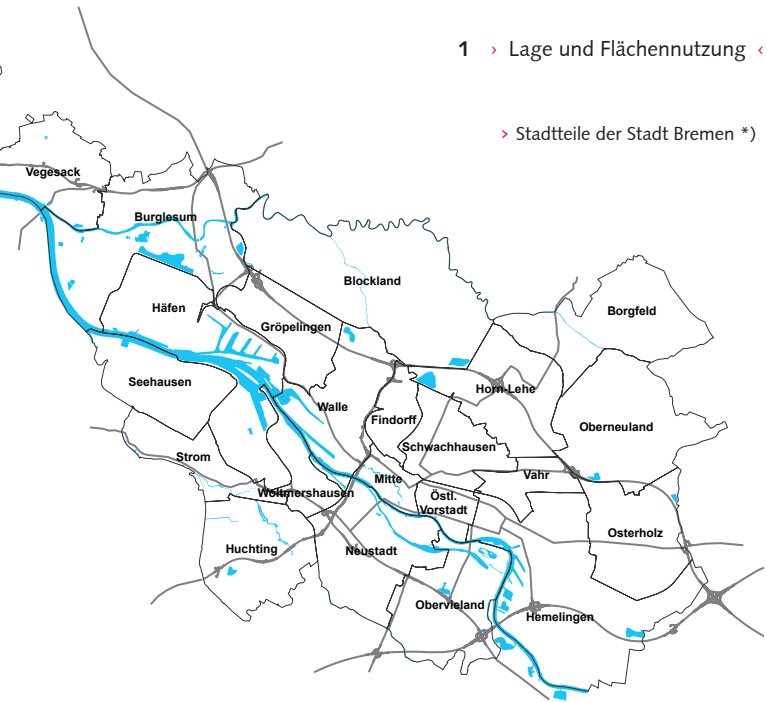 1 › Lage und Flächennutzung ‹
› Stadtteile der Stadt Bremen *)
Vegesack
Burglesum
Blockland
Häfen
Borgfeld
Gröpelingen
Seehausen
Horn-Lehe
Walle
Findorff
Oberneuland
Schwachhausen
Strom
Vahr
Mitte
Woltmershausen
Östl.
Vorstadt
Osterholz
Huchting
Neustadt
Obervieland
Hemelingen